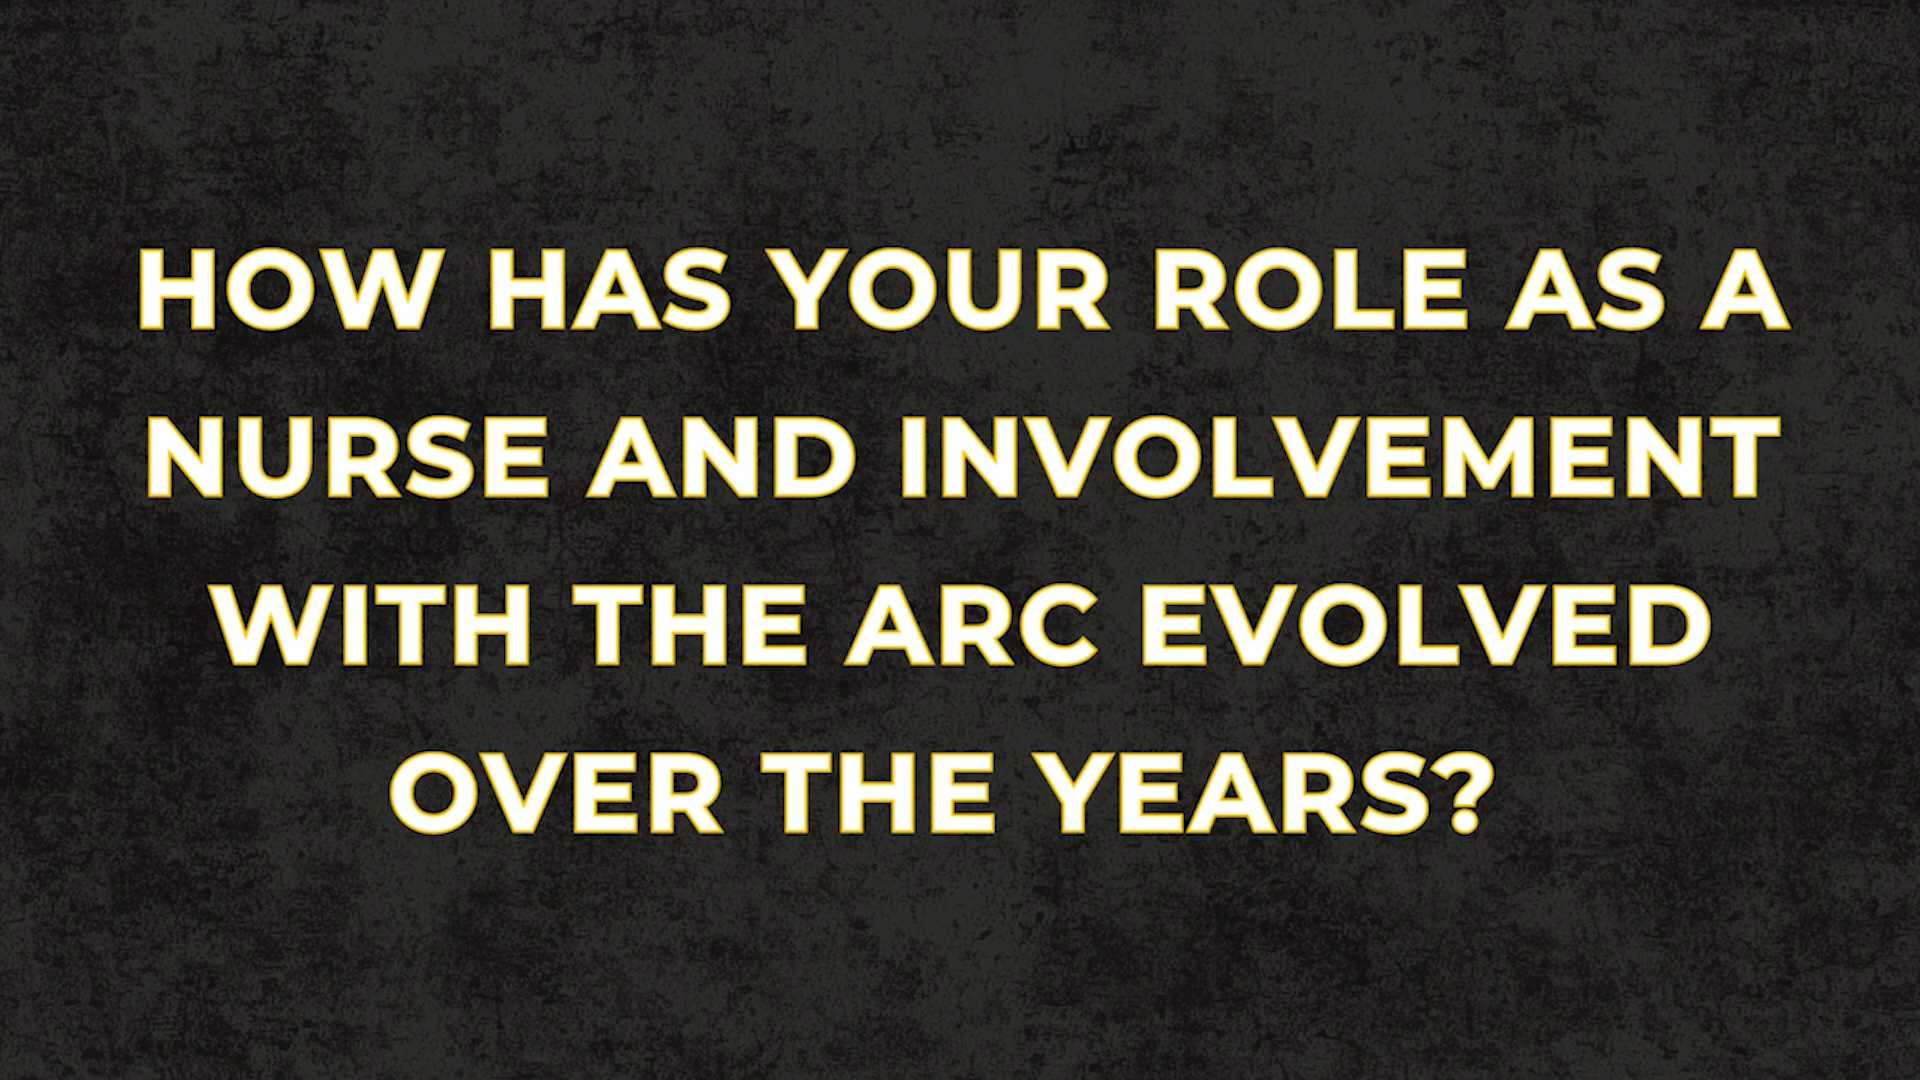 HOW HAS YOUR ROLE AS A
NURSE AND INVOLVEMENT
WITH THE ARC EVOLVED
OVER THE YEARS?